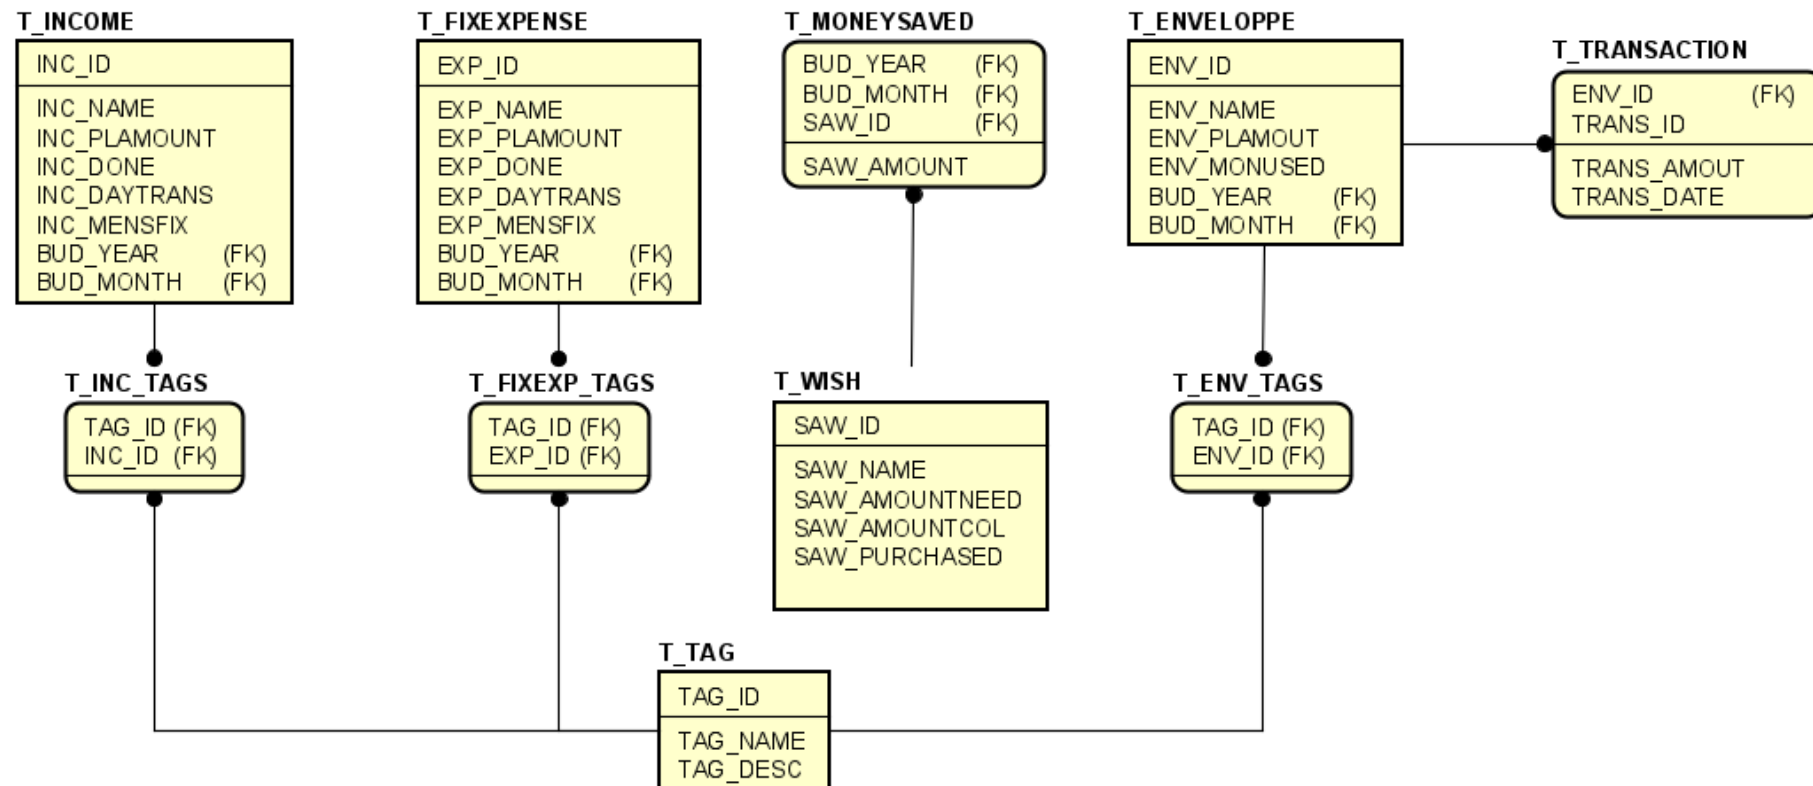 T_INCOME
INC_ID
INC_NAME
INC_PLAMOUNT
INC_DONE
INC_DAYTRANS
INC_MENSFIX
BUD_YEAR (FK)
BUD_MONTH (FK)
T_FIXEXPENSE
EXP_ID
EXP_NAME
EXP_PLAMOUNT
EXP_DONE
EXP_DAYTRANS
EXP_MENSFIX
BUD_YEAR (FK)
BUD_MONTH (FK)
T_MONEYSAVED
BUD_YEAR (FK)
BUD_MONTH (FK)
SAW_ID (FK)
SAW_AMOUNT
T_ENVELOPPE
ENV_ID
ENV_NAME
ENV_PLAMOUT
ENV_MONUSED
BUD_YEAR (FK)
BUD_MONTH (FK)
T_TRANSACTION
ENV_ID (FK)
TRANS_ID
TRANS_AMOUT
TRANS_DATE
T_INC_TAGS
TAG_ID (FK)
INC_ID (FK)
T_FIXEXP_TAGS
TAG_ID (FK)
EXP_ID (FK)
T_WISH
SAW_ID
SAW_NAME
SAW_AMOUNTNEED
SAW_AMOUNTCOL
SAW_PURCHASED
T_ENV_TAGS
TAG_ID (FK)
ENV_ID (FK)
T_TAG
TAG_ID
TAG_NAME
TAG_DESC